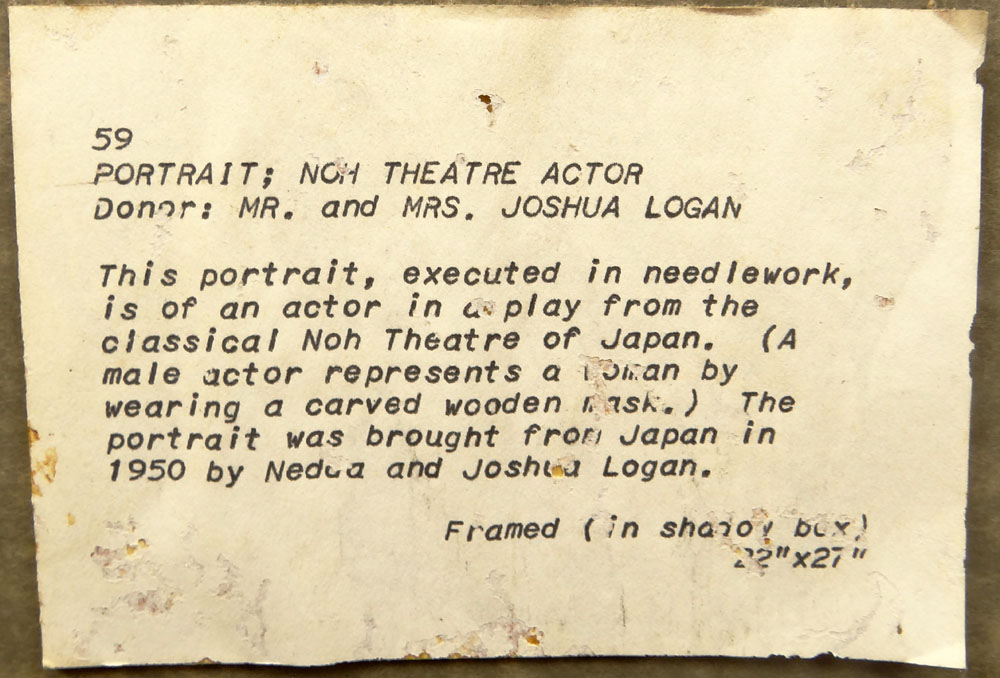 59
PORTRAIT; NOH THEATRE ACTOR
Donor: MR. and MRS. JOSHUA LOGAN
This portrait, executed in needlework,
is of an actor in a play from the
classical Noh Theatre of Japan. (A
male actor represents a woman by
wearing a carved wooden mask.) The
portrait was brought from Japan in
1950 by Nedda and Joshua Logan.
Framed (in shadow box)
22"x27"